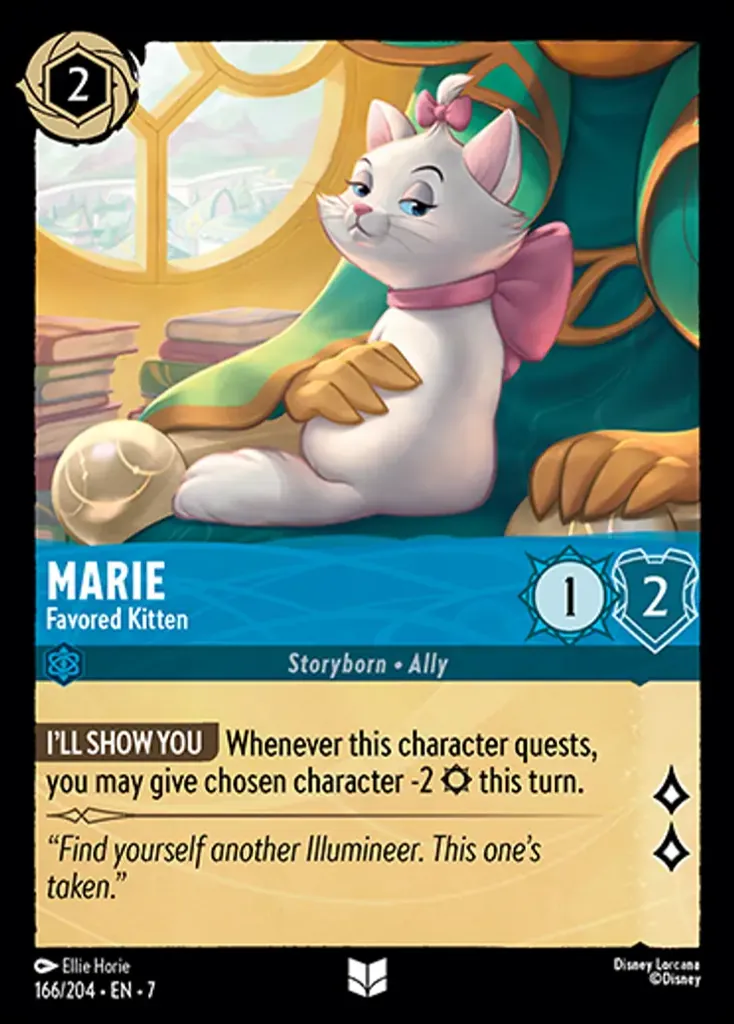 2
MARIE
Favored Kitten
1
2
Storyborn • Ally
I'LL SHOW YOU Whenever this character quests,
you may give chosen character -2 this turn.
“Find yourself another Illumineer. This one's
taken.”
Ellie Horie
166/204 • EN • 7
Disney Lorcana
©Disney